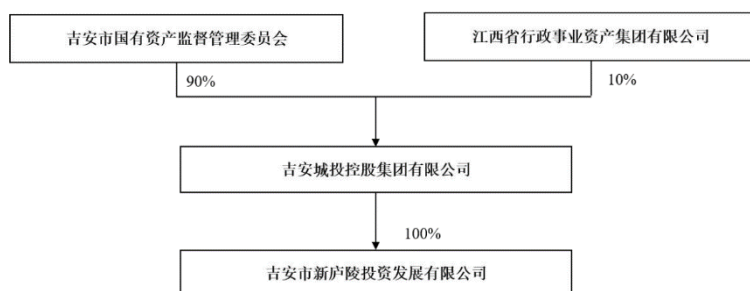 吉安市国有资产监督管理委员会
江西省行政事业资产集团有限公司
90%
10%
吉安城投控股集团有限公司
100%
吉安市新庐陵投资发展有限公司